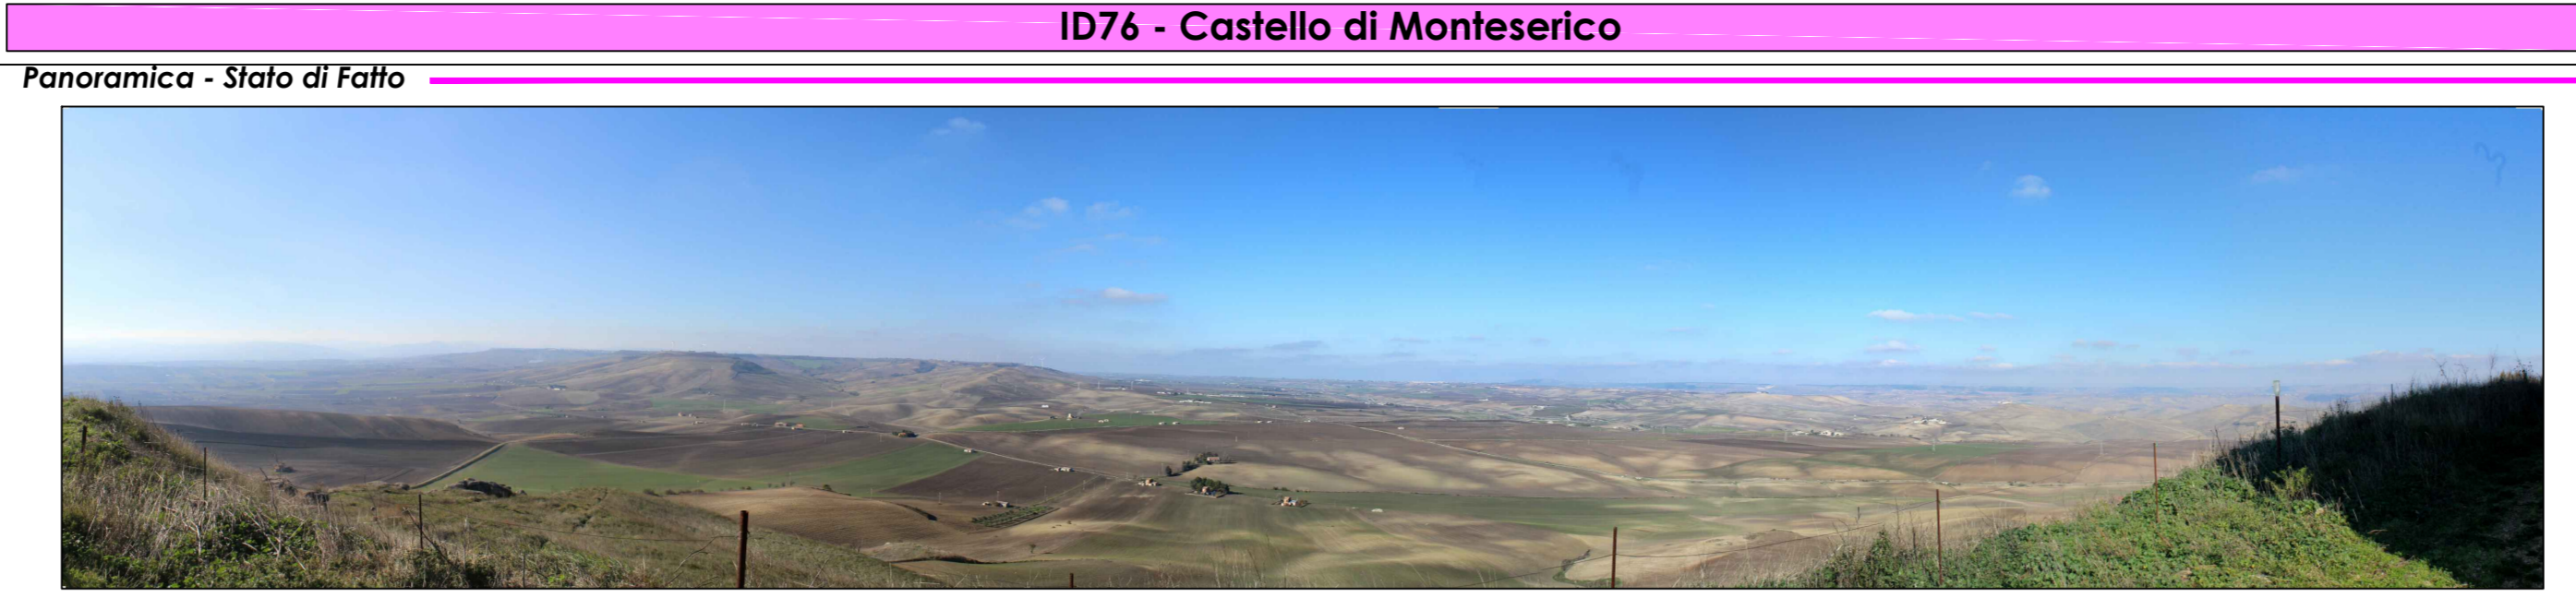 ID76 - Castello di Monteserico
Panoramica - Stato di Fatto